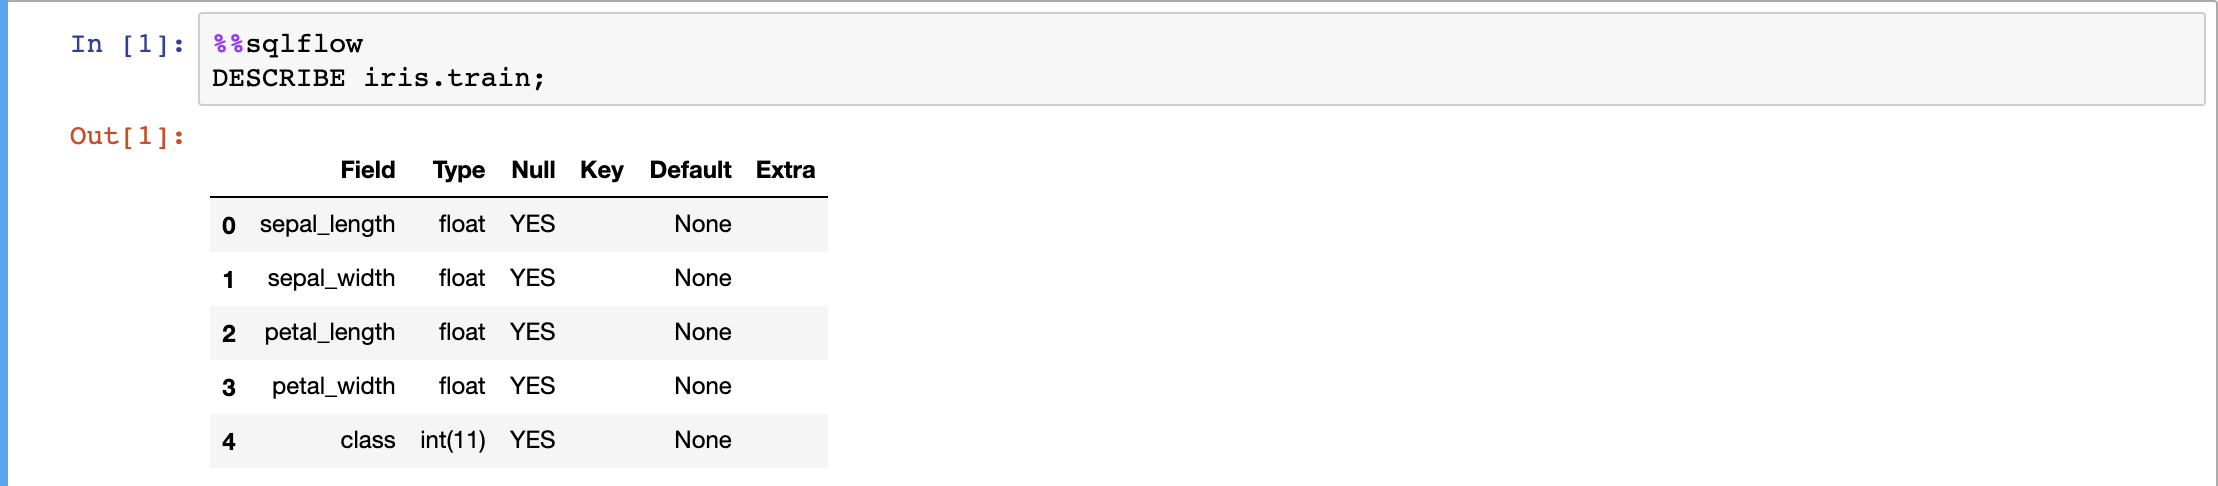 In [1]: %%sqlflow
DESCRIBE iris.train;
Out[1]:
Field Type Null Key Default Extra
0 sepal_length float YES None
1 sepal_width float YES None
2 petal_length float YES None
3 petal_width float YES None
4 class int(11) YES None